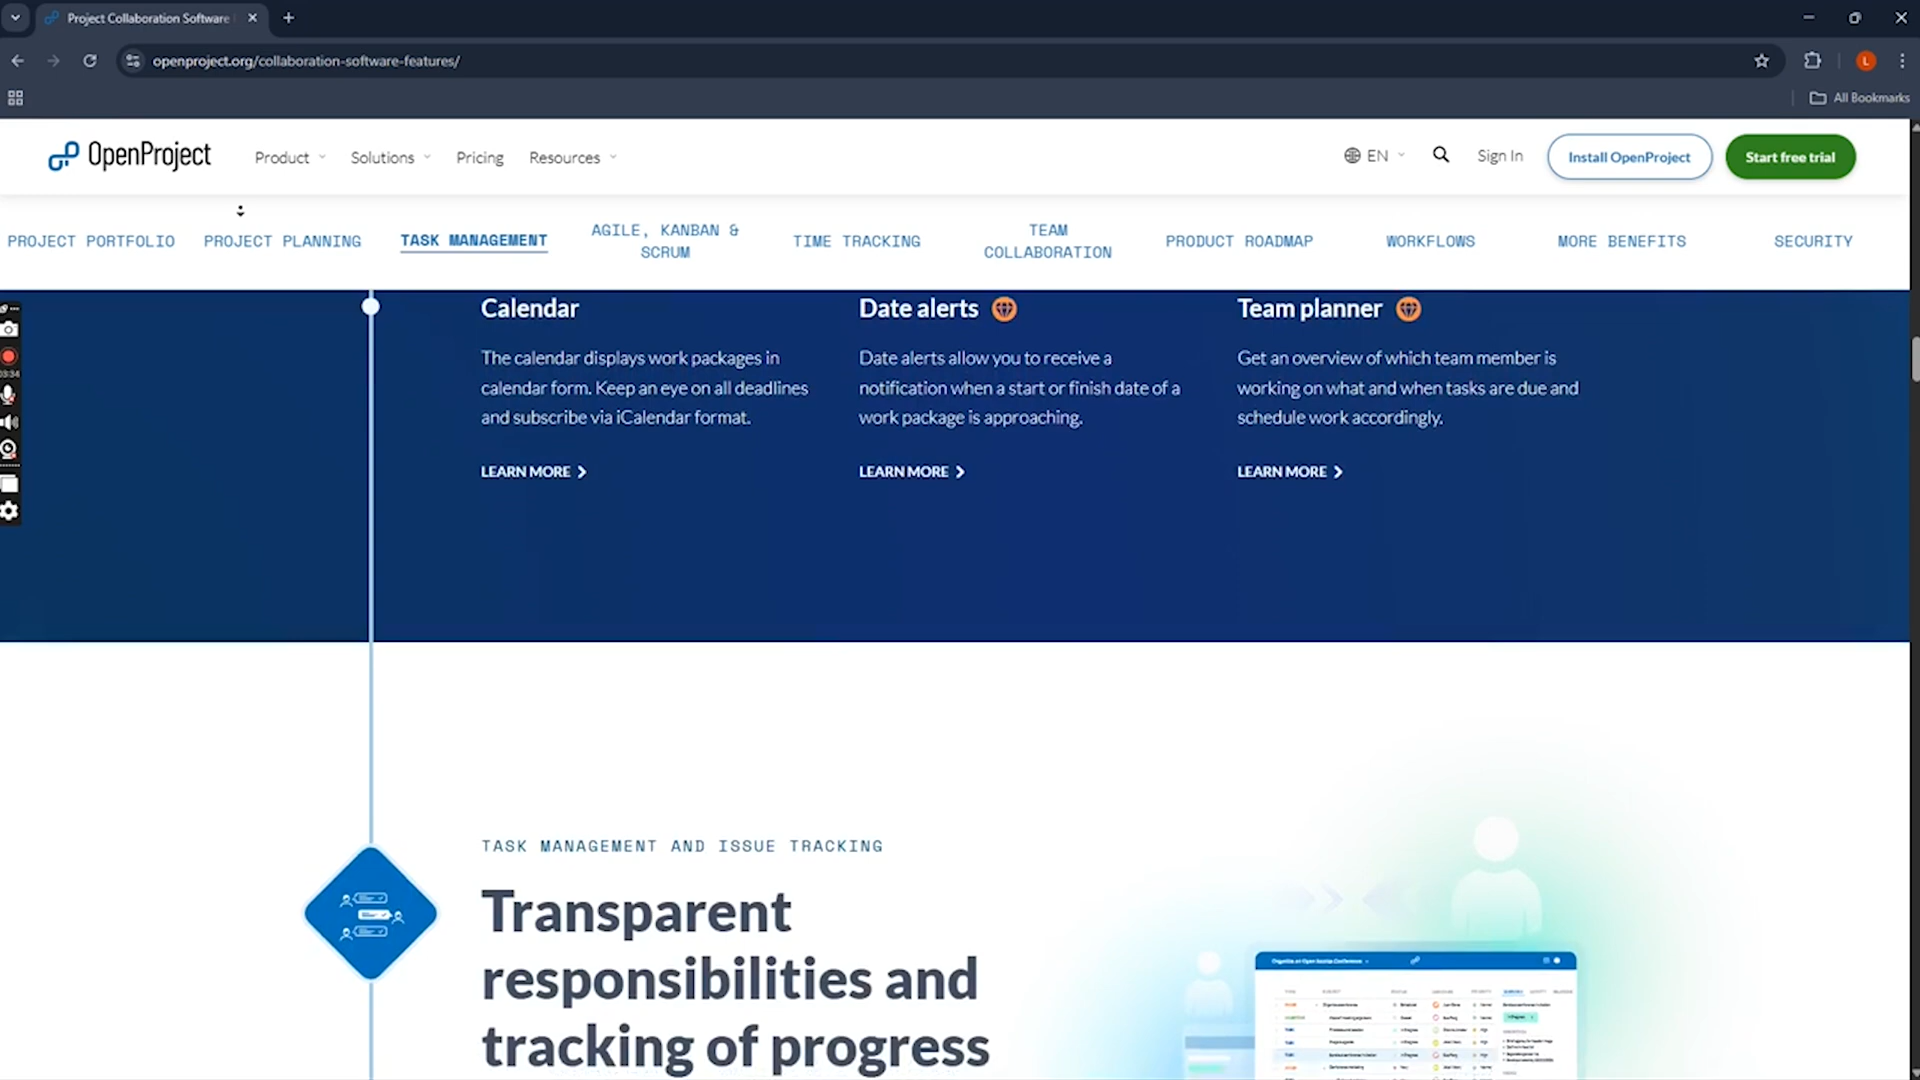 Project Collaboration Software
openproject.org/collaboration-software-features/
L
All Bookmarks
OpenProject
Product
Solutions
Pricing
Resources
EN
Sign In
Install OpenProject
Start free trial
PROJECT PORTFOLIO
PROJECT PLANNING
TASK MANAGEMENT
AGILE, KANBAN &
SCRUM
TIME TRACKING
TEAM
COLLABORATION
PRODUCT ROADMAP
WORKFLOWS
MORE BENEFITS
SECURITY
03:34
Calendar
The calendar displays work packages in
calendar form. Keep an eye on all deadlines
and subscribe via iCalendar format.
LEARN MORE
Date alerts
Date alerts allow you to receive a
notification when a start or finish date of a
work package is approaching.
LEARN MORE
Team planner
Get an overview of which team member is
working on what and when tasks are due and
schedule work accordingly.
LEARN MORE
TASK MANAGEMENT AND ISSUE TRACKING
Transparent
responsibilities and
tracking of progress